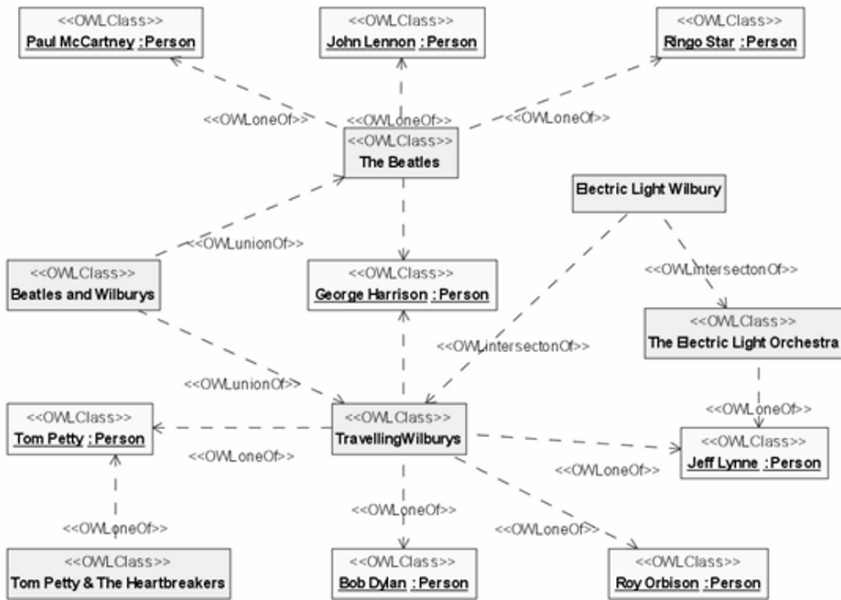 <<OWLClass>>
Paul McCartney :Person
<<OWLClass>>
John Lennon :Person
<<OWLClass>>
Ringo Star :Person
<<OWLoneOf>>
<<OWLoneOf>>
<<OWLoneOf>>
<<OWLClass>>
The Beatles
Electric Light Wilbury
<<OWLunionOf>>
<<OWLClass>>
Beatles and Wilburys
<<OWLClass>>
George Harrison :Person
<<OWLintersectonOf>>
<<OWLClass>>
The Electric Light Orchestra
<<OWLintersectonOf>>
<<OWLunionOf>>
<<OWLoneOf>>
<<OWLClass>>
Tom Petty :Person
<<OWLClass>>
TravellingWilburys
<<OWLoneOf>>
<<OWLoneOf>>
<<OWLClass>>
Jeff Lynne :Person
<<OWLoneOf>>
<<OWLoneOf>>
<<OWLoneOf>>
<<OWLClass>>
Tom Petty & The Heartbreakers
<<OWLClass>>
Bob Dylan :Person
<<OWLClass>>
Roy Orbison :Person